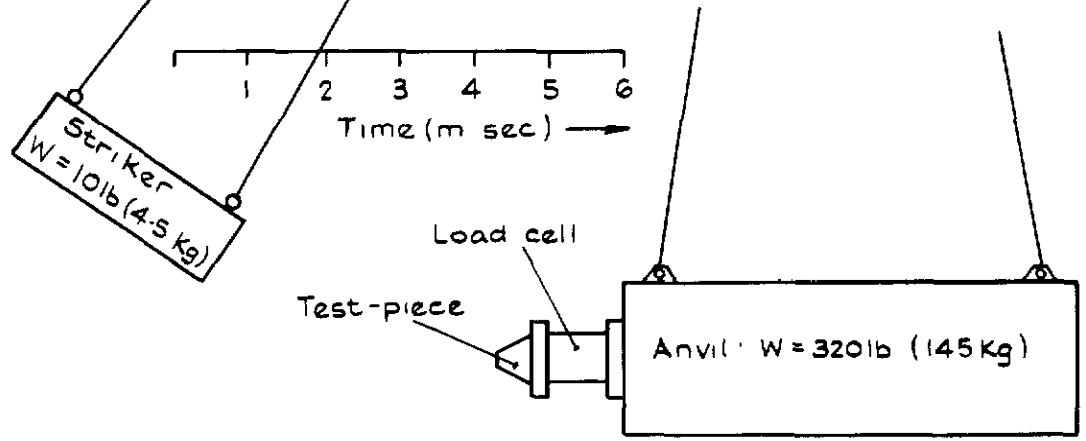 1 2 3 4 5 6
Time (m sec)
Striker
W = 10lb (4·5 Kg)
Load cell
Test-piece
Anvil· W = 320lb (145 Kg)